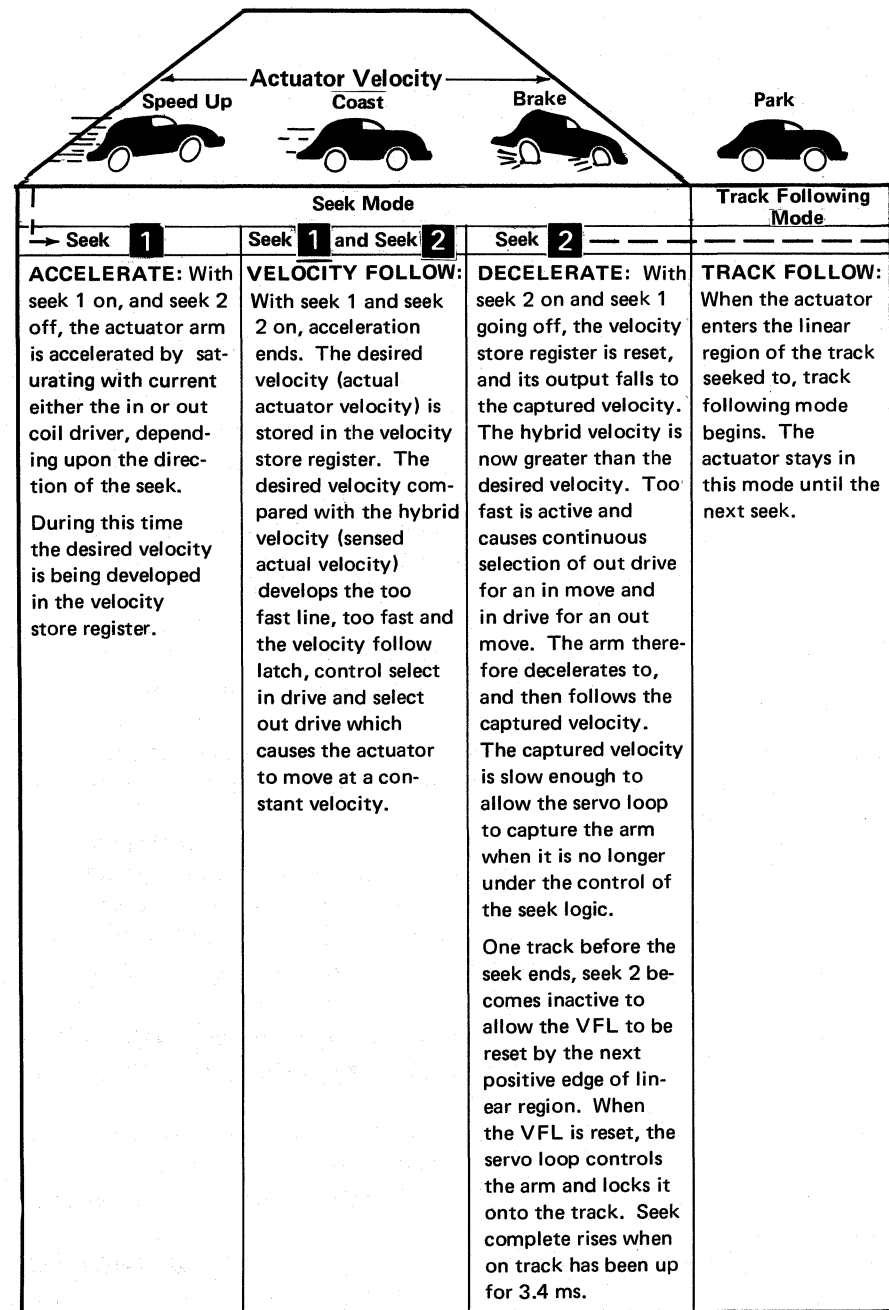 Actuator Velocity
Speed Up
Coast
Brake
Park
Seek Mode
Track Following
Mode
Seek 1
Seek 1 and Seek 2
Seek 2
ACCELERATE: With
seek 1 on, and seek 2
off, the actuator arm
is accelerated by sat-
urating with current
either the in or out
coil driver, depend-
ing upon the direc-
tion of the seek.
During this time
the desired velocity
is being developed
in the velocity
store register.
VELOCITY FOLLOW:
With seek 1 and seek
2 on, acceleration
ends. The desired
velocity (actual
actuator velocity) is
stored in the velocity
store register. The
desired velocity com-
pared with the hybrid
velocity (sensed
actual velocity)
develops the too
fast line, too fast and
the velocity follow
latch, control select
in drive and select
out drive which
causes the actuator
to move at a con-
stant velocity.
DECELERATE: With
seek 2 on and seek 1
going off, the velocity
store register is reset,
and its output falls to
the captured velocity.
The hybrid velocity is
now greater than the
desired velocity. Too
fast is active and
causes continuous
selection of out drive
for an in move and
in drive for an out
move. The arm there-
fore decelerates to,
and then follows the
captured velocity.
The captured velocity
is slow enough to
allow the servo loop
to capture the arm
when it is no longer
under the control of
the seek logic.
One track before the
seek ends, seek 2 be-
comes inactive to
allow the VFL to be
reset by the next
positive edge of lin-
ear region. When
the VFL is reset, the
servo loop controls
the arm and locks it
onto the track. Seek
complete rises when
on track has been up
for 3.4 ms.
TRACK FOLLOW:
When the actuator
enters the linear
region of the track
seeked to, track
following mode
begins. The
actuator stays in
this mode until the
next seek.